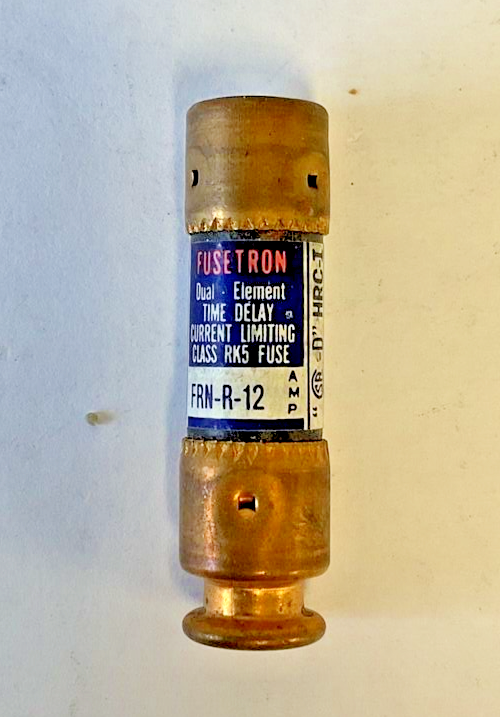 FUSETRON
Dual - Element
TIME DELAY
CURRENT LIMITING
CLASS RK5 FUSE
FRN-R-12 AMP
"D" HRC-I